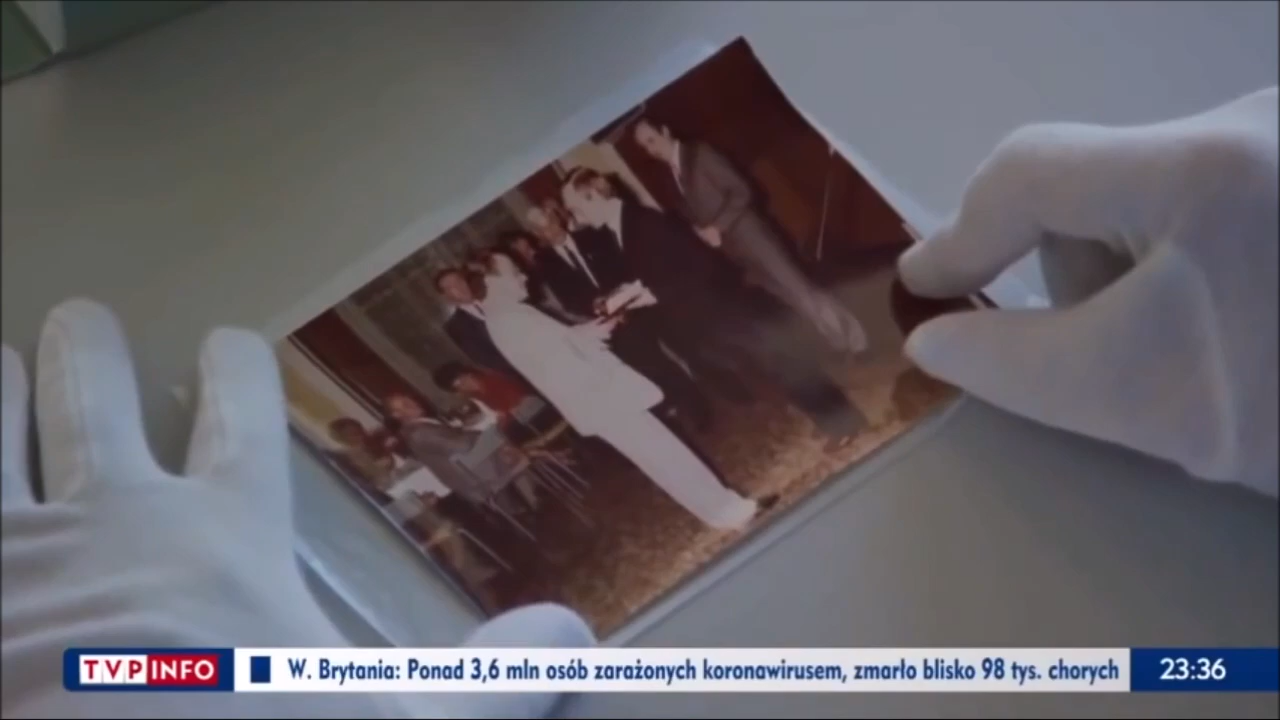 TVP INFO W. Brytania: Ponad 3,6 mln osób zarażonych koronawirusem, zmarło blisko 98 tys. chorych 23:36